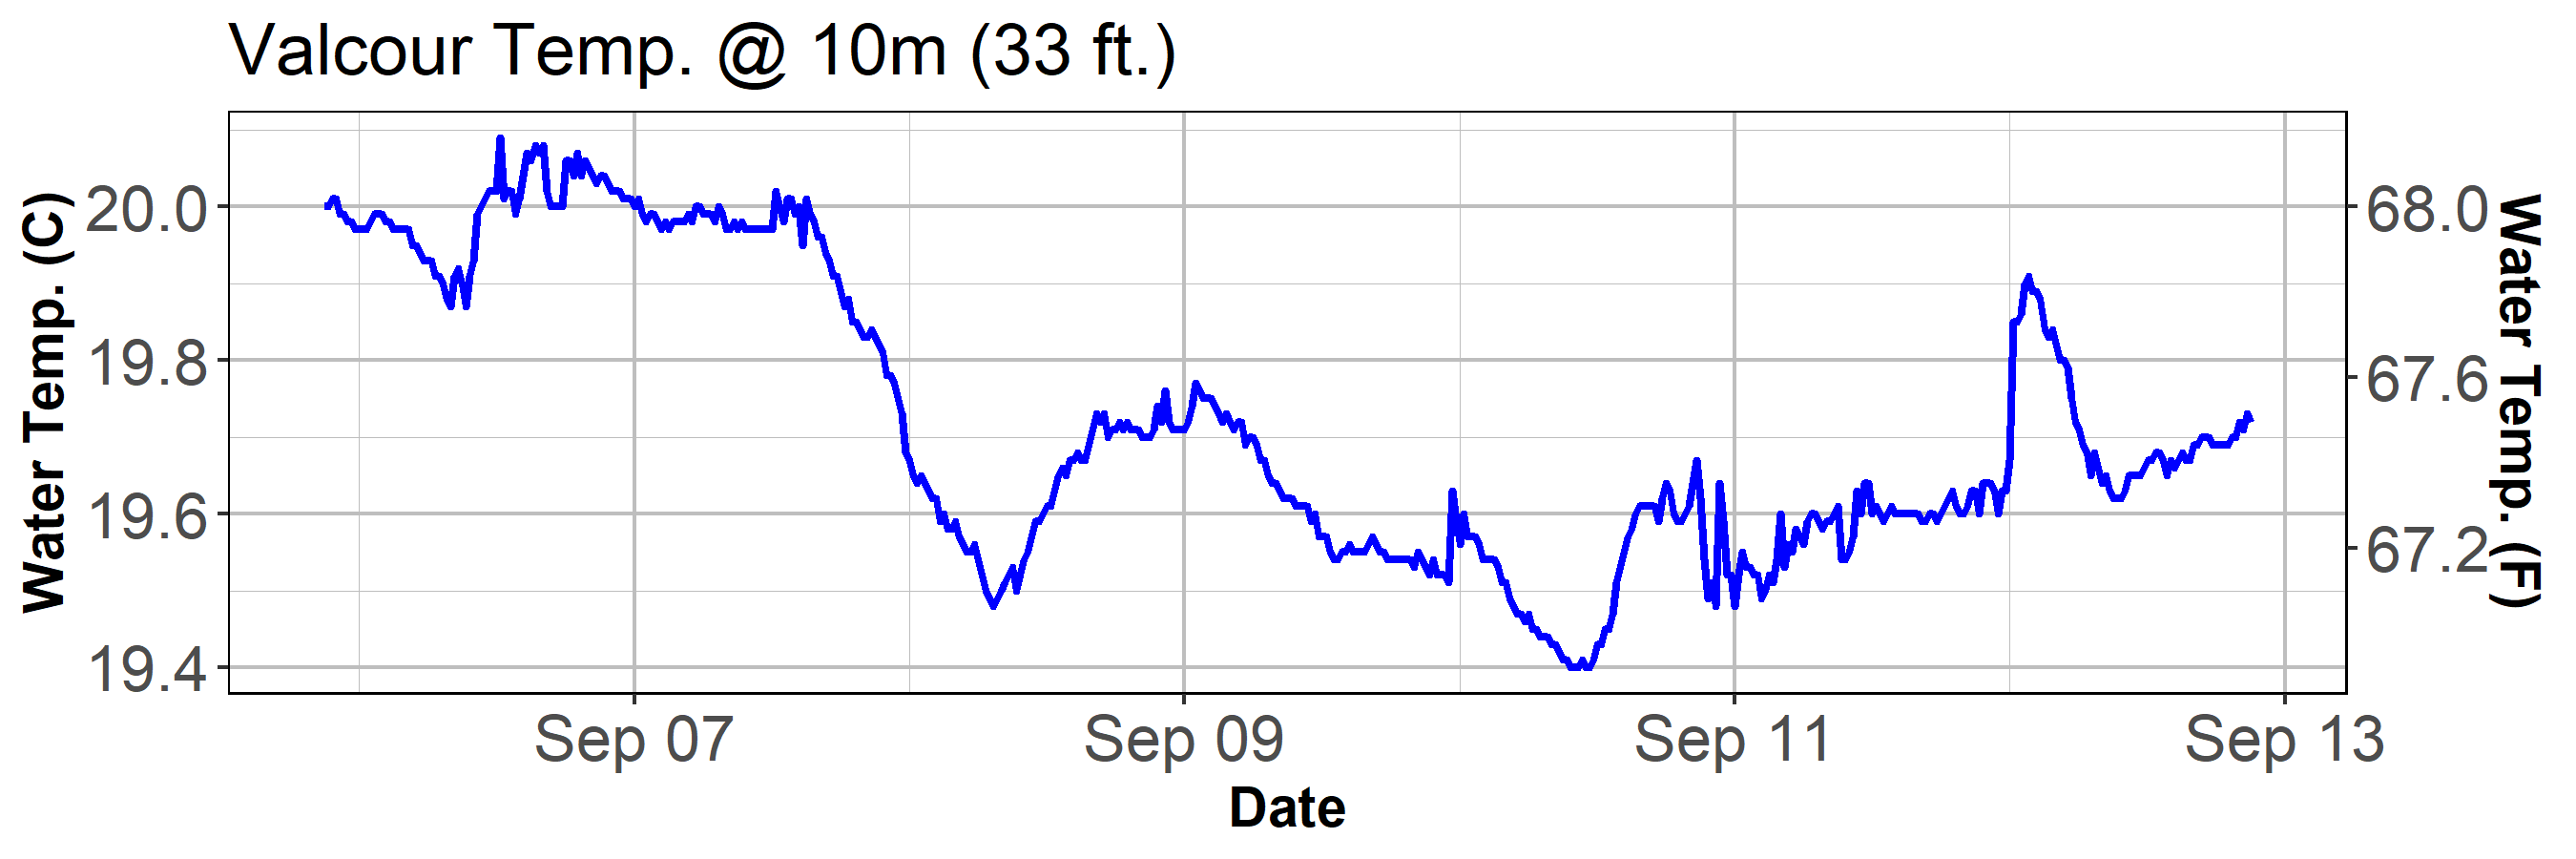 Valcour Temp. @ 10m (33 ft.)
Water Temp. (C)
20.0
19.8
19.6
19.4
68.0
67.6
67.2
Water Temp. (F)
Sep 07
Sep 09
Sep 11
Sep 13
Date